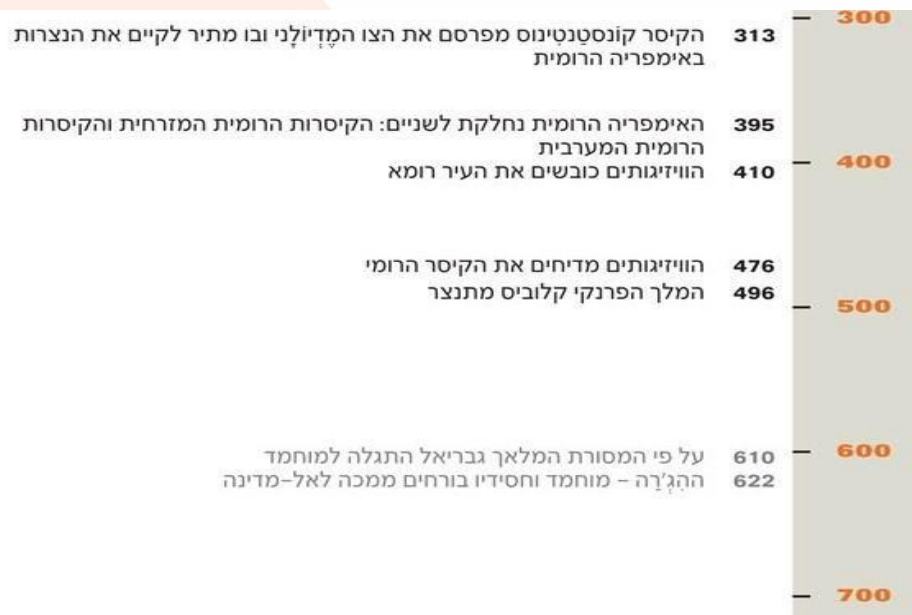 300
313 הקיסר קוֹנסטַנטִינוס מפרסם את הצו המֶדְיוֹלָני ובו מתיר לקיים את הנצרות
באימפריה הרומית
395 האימפריה הרומית נחלקת לשניים: הקיסרות הרומית המזרחית והקיסרות
הרומית המערבית
400
410 הוויזיגותים כובשים את העיר רומא
476 הוויזיגותים מדיחים את הקיסר הרומי
496 המלך הפרנקי קלוביס מתנצר
500
600
610 על פי המסורת המלאך גבריאל התגלה למוחמד
622 ההִגְ'רַה – מוחמד וחסידיו בורחים ממכה לאל-מדינה
700